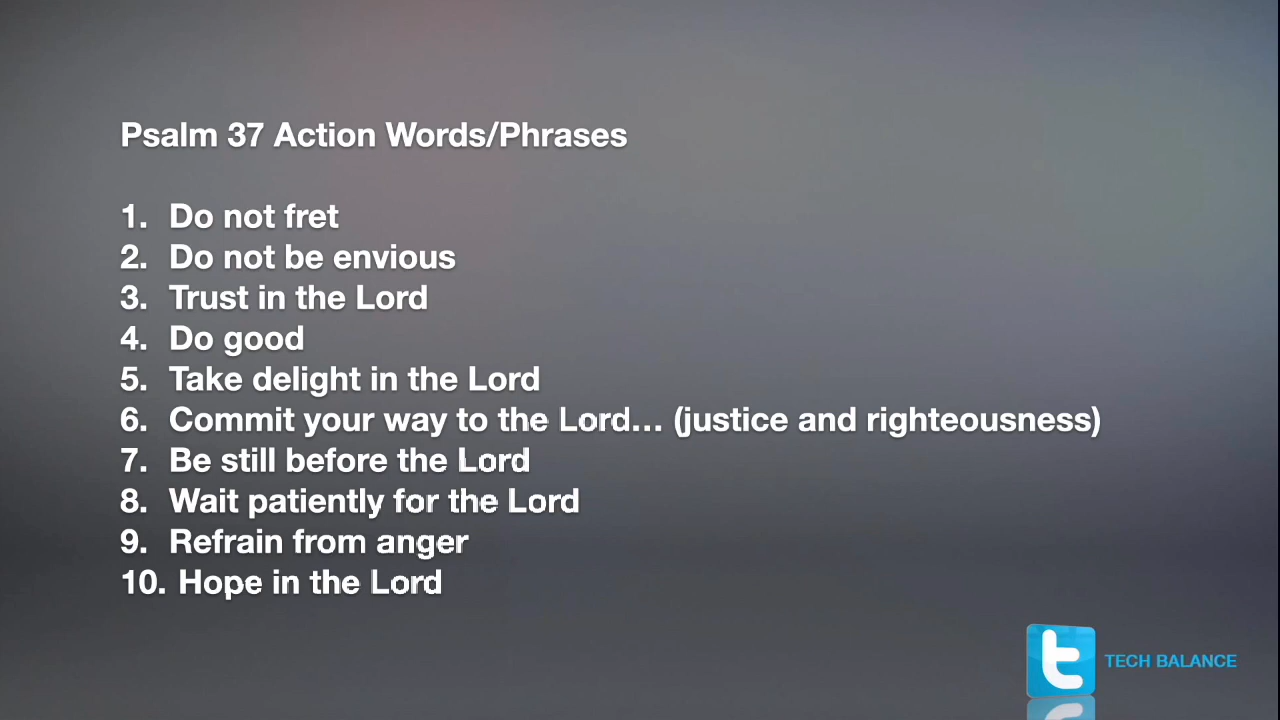 Psalm 37 Action Words/Phrases
1. Do not fret
2. Do not be envious
3. Trust in the Lord
4. Do good
5. Take delight in the Lord
6. Commit your way to the Lord... (justice and righteousness)
7. Be still before the Lord
8. Wait patiently for the Lord
9. Refrain from anger
10. Hope in the Lord
t TECH BALANCE